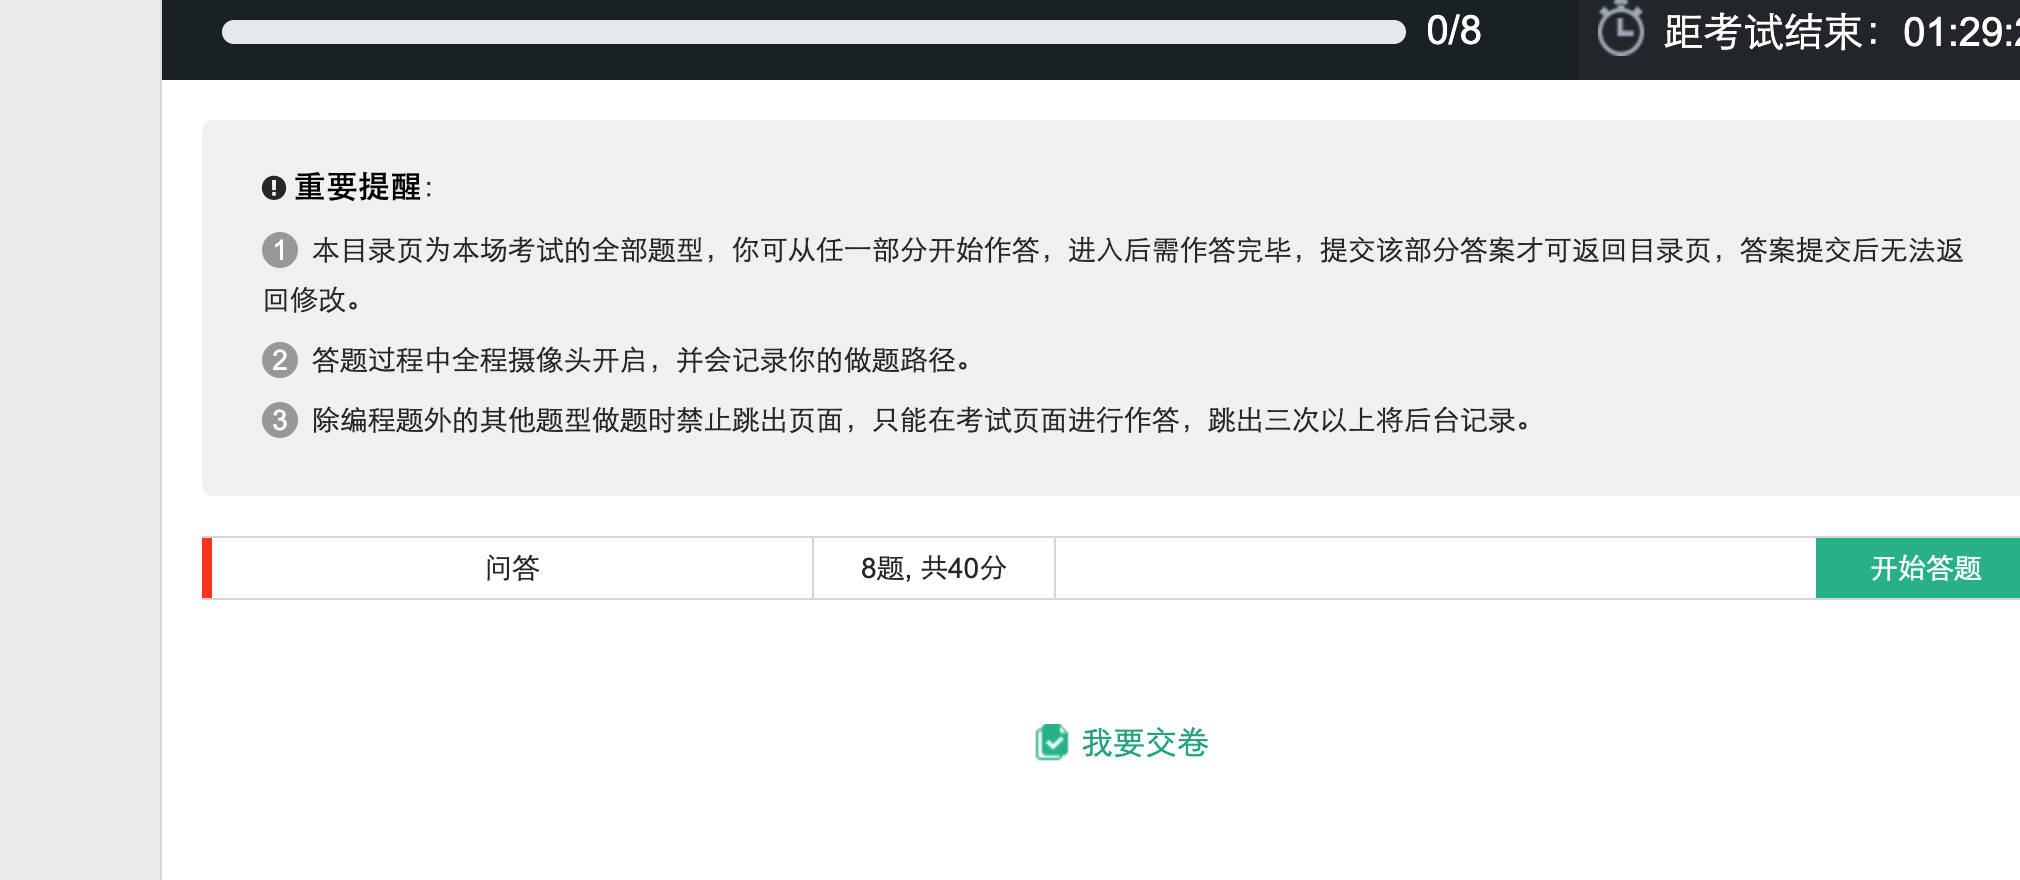 0/8
距考试结束：01:29:2
重要提醒：
1 本目录页为本场考试的全部题型，你可从任一部分开始作答，进入后需作答完毕，提交该部分答案才可返回目录页，答案提交后无法返
回修改。
2 答题过程中全程摄像头开启，并会记录你的做题路径。
3 除编程题外的其他题型做题时禁止跳出页面，只能在考试页面进行作答，跳出三次以上将后台记录。
问答 8题, 共40分 开始答题
我要交卷